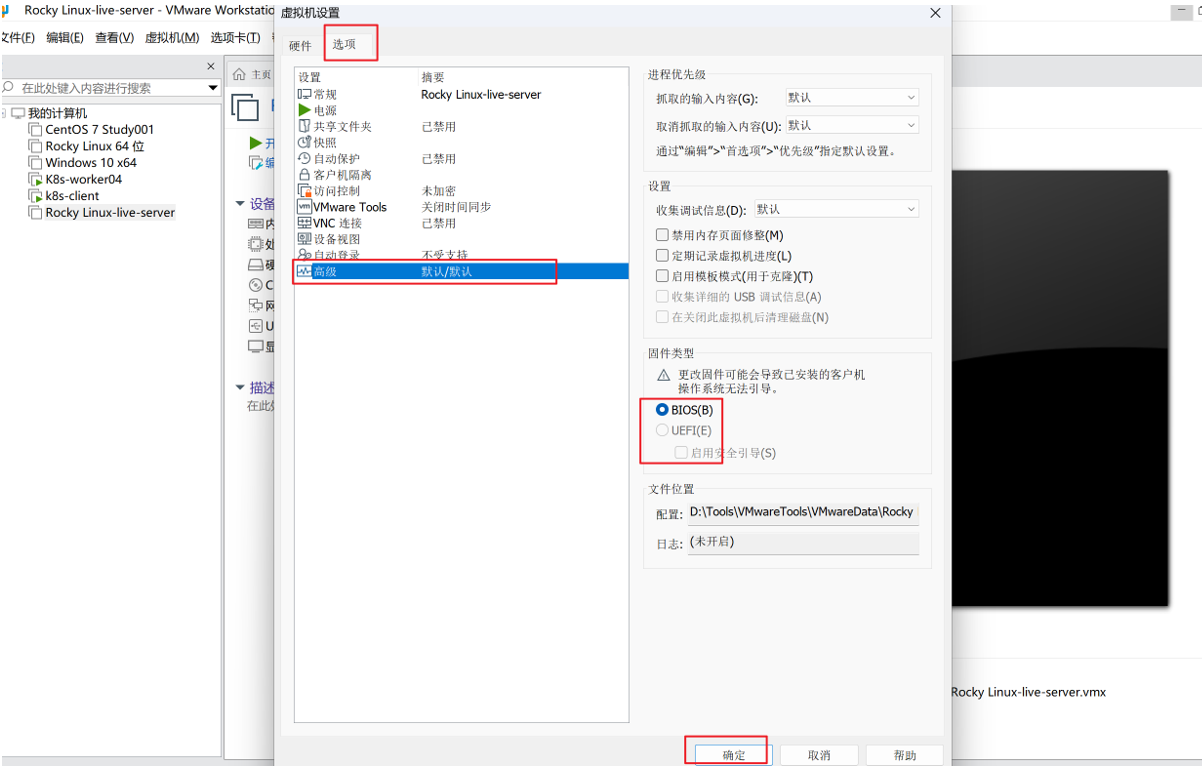 Rocky Linux-live-server - VMware Workstatio
虚拟机设置
文件(F) 编辑(E) 查看(V) 虚拟机(M) 选项卡(T)
硬件 选项
在此处键入内容进行搜索
主页
我的计算机
CentOS 7 Study001
Rocky Linux 64 位
Windows 10 x64
K8s-worker04
k8s-client
Rocky Linux-live-server
开
编
设备
内
处
硬
C
网
U
显
描述
在此
设置 摘要
常规 Rocky Linux-live-server
电源
共享文件夹 已禁用
快照
自动保护 已禁用
客户机隔离
访问控制 未加密
VMware Tools 关闭时间同步
VNC 连接 已禁用
设备视图
自动登录 不受支持
高级 默认/默认
进程优先级
抓取的输入内容(G): 默认
取消抓取的输入内容(U): 默认
通过“编辑”>“首选项”>“优先级”指定默认设置。
设置
收集调试信息(D): 默认
禁用内存页面修整(M)
定期记录虚拟机进度(L)
启用模板模式(用于克隆)(T)
收集详细的 USB 调试信息(A)
在关闭此虚拟机后清理磁盘(N)
固件类型
更改固件可能会导致已安装的客户机
操作系统无法引导。
BIOS(B)
UEFI(E)
启用安全引导(S)
文件位置
配置: D:\Tools\VMwareTools\VMwareData\Rocky
日志: (未开启)
Rocky Linux-live-server.vmx
确定 取消 帮助